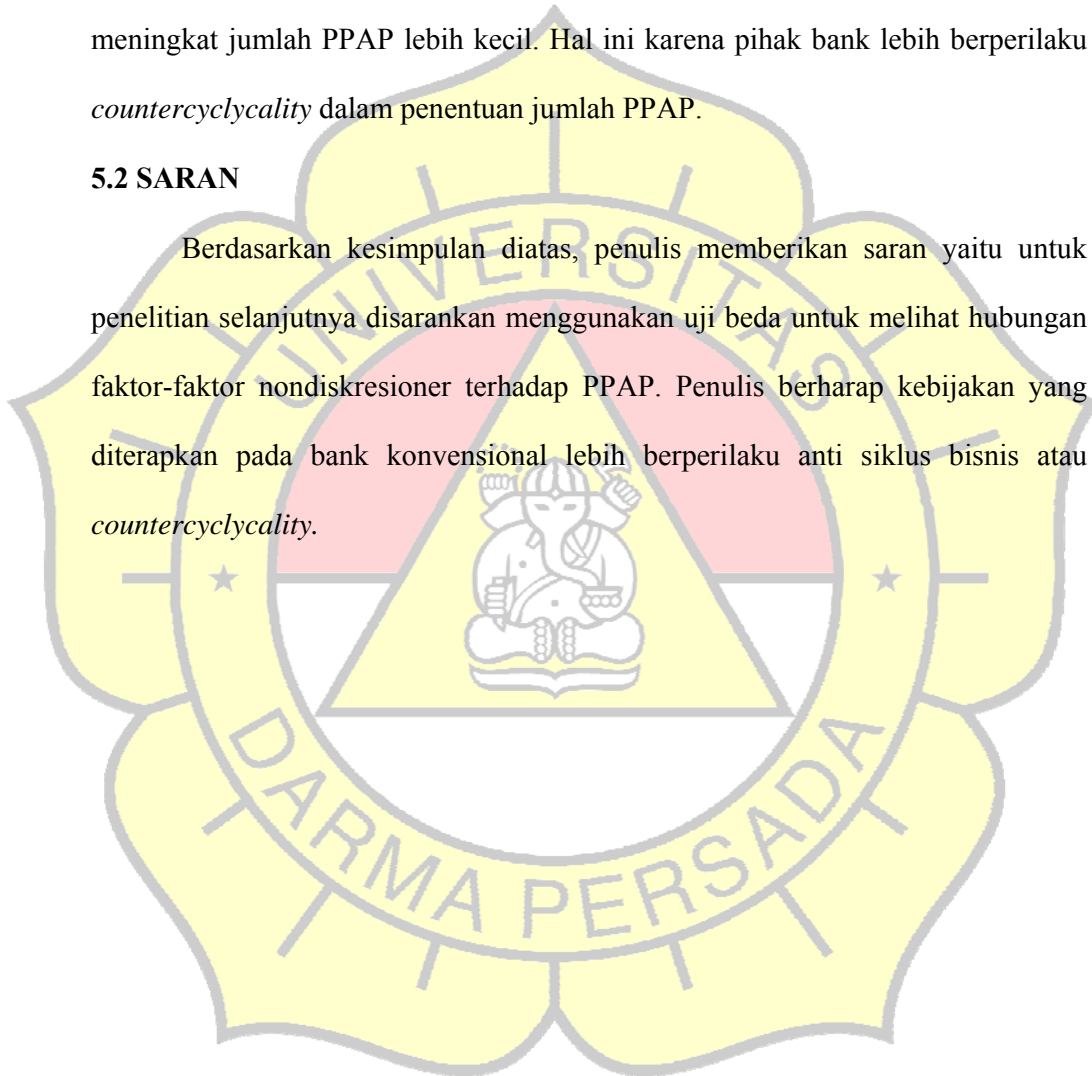 meningkat jumlah PPAP lebih kecil. Hal ini karena pihak bank lebih berperilaku
countercyclycality dalam penentuan jumlah PPAP.
5.2 SARAN
Berdasarkan kesimpulan diatas, penulis memberikan saran yaitu untuk
penelitian selanjutnya disarankan menggunakan uji beda untuk melihat hubungan
faktor-faktor nondiskresioner terhadap PPAP. Penulis berharap kebijakan yang
diterapkan pada bank konvensional lebih berperilaku anti siklus bisnis atau
countercyclycality.
UNIVERSITAS
DARMA PERSADA